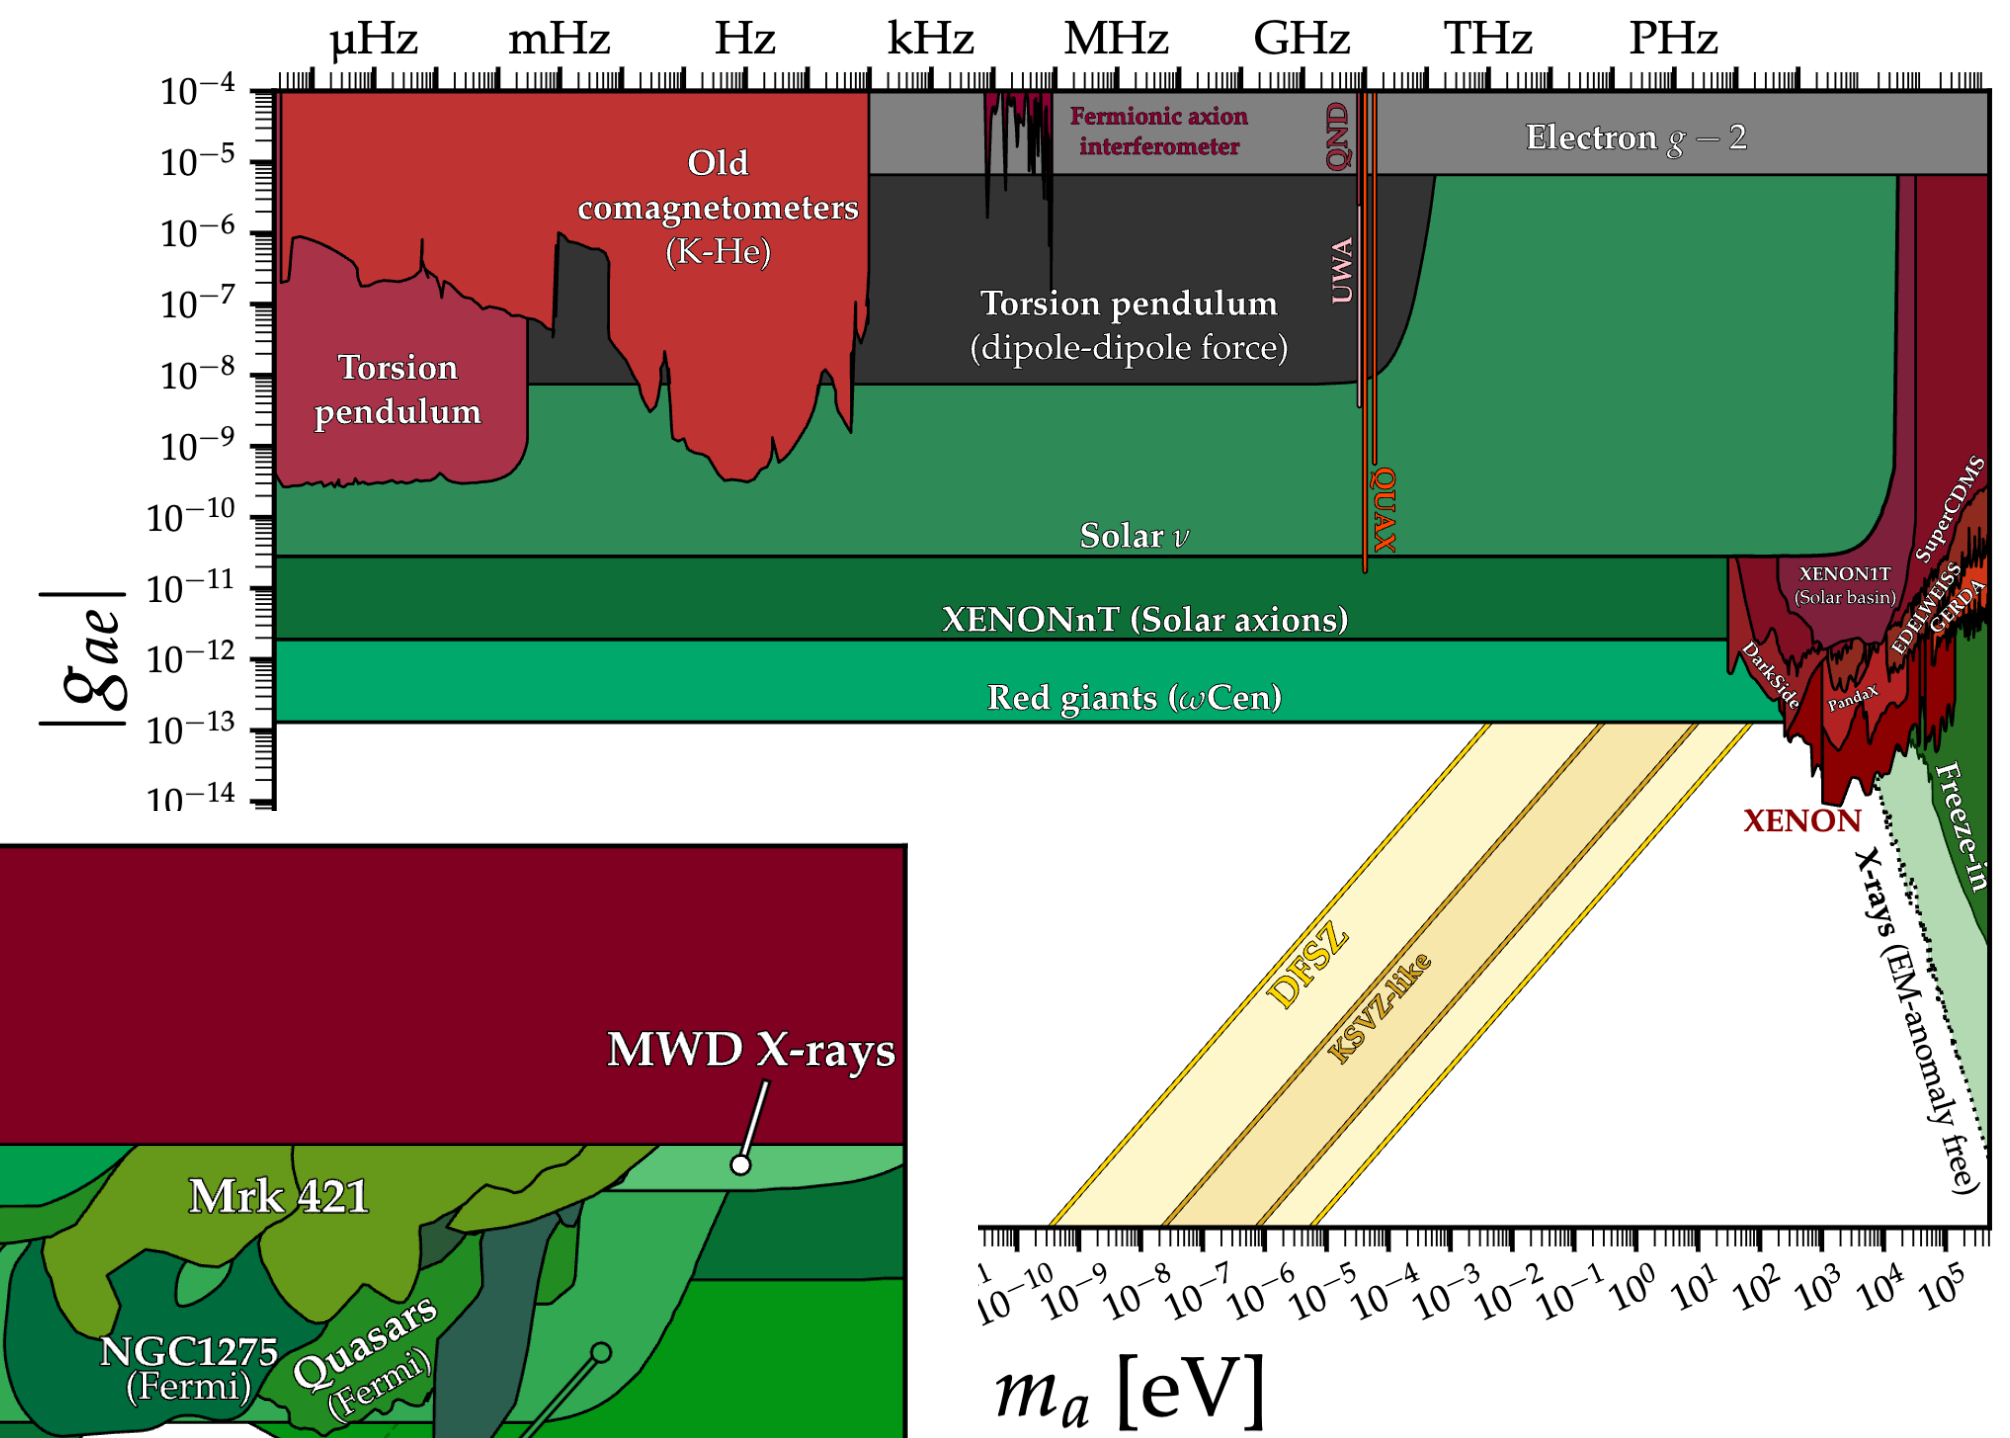 μHz mHz Hz kHz MHz GHz THz PHz
10⁻⁴
10⁻⁵
10⁻⁶
10⁻⁷
10⁻⁸
10⁻⁹
10⁻¹⁰
10⁻¹¹
10⁻¹²
10⁻¹³
10⁻¹⁴
|gₐₑ|
Old
comagnetometers
(K-He)
Torsion
pendulum
Fermionic axion
interferometer
QND
UWA
QUAX
Electron g − 2
Torsion pendulum
(dipole-dipole force)
Solar ν
XENONnT (Solar axions)
Red giants (ωCen)
XENON1T
(Solar basin)
SuperCDMS
EDELWEISS
GERDA
DarkSide
PandaX
XENON
Freeze-in
X-rays (EM-anomaly free)
DFSZ
KSVZ-like
MWD X-rays
Mrk 421
NGC1275
(Fermi)
Quasars
(Fermi)
10⁻¹⁰ 10⁻⁹ 10⁻⁸ 10⁻⁷ 10⁻⁶ 10⁻⁵ 10⁻⁴ 10⁻³ 10⁻² 10⁻¹ 10⁰ 10¹ 10² 10³ 10⁴ 10⁵
mₐ [eV]